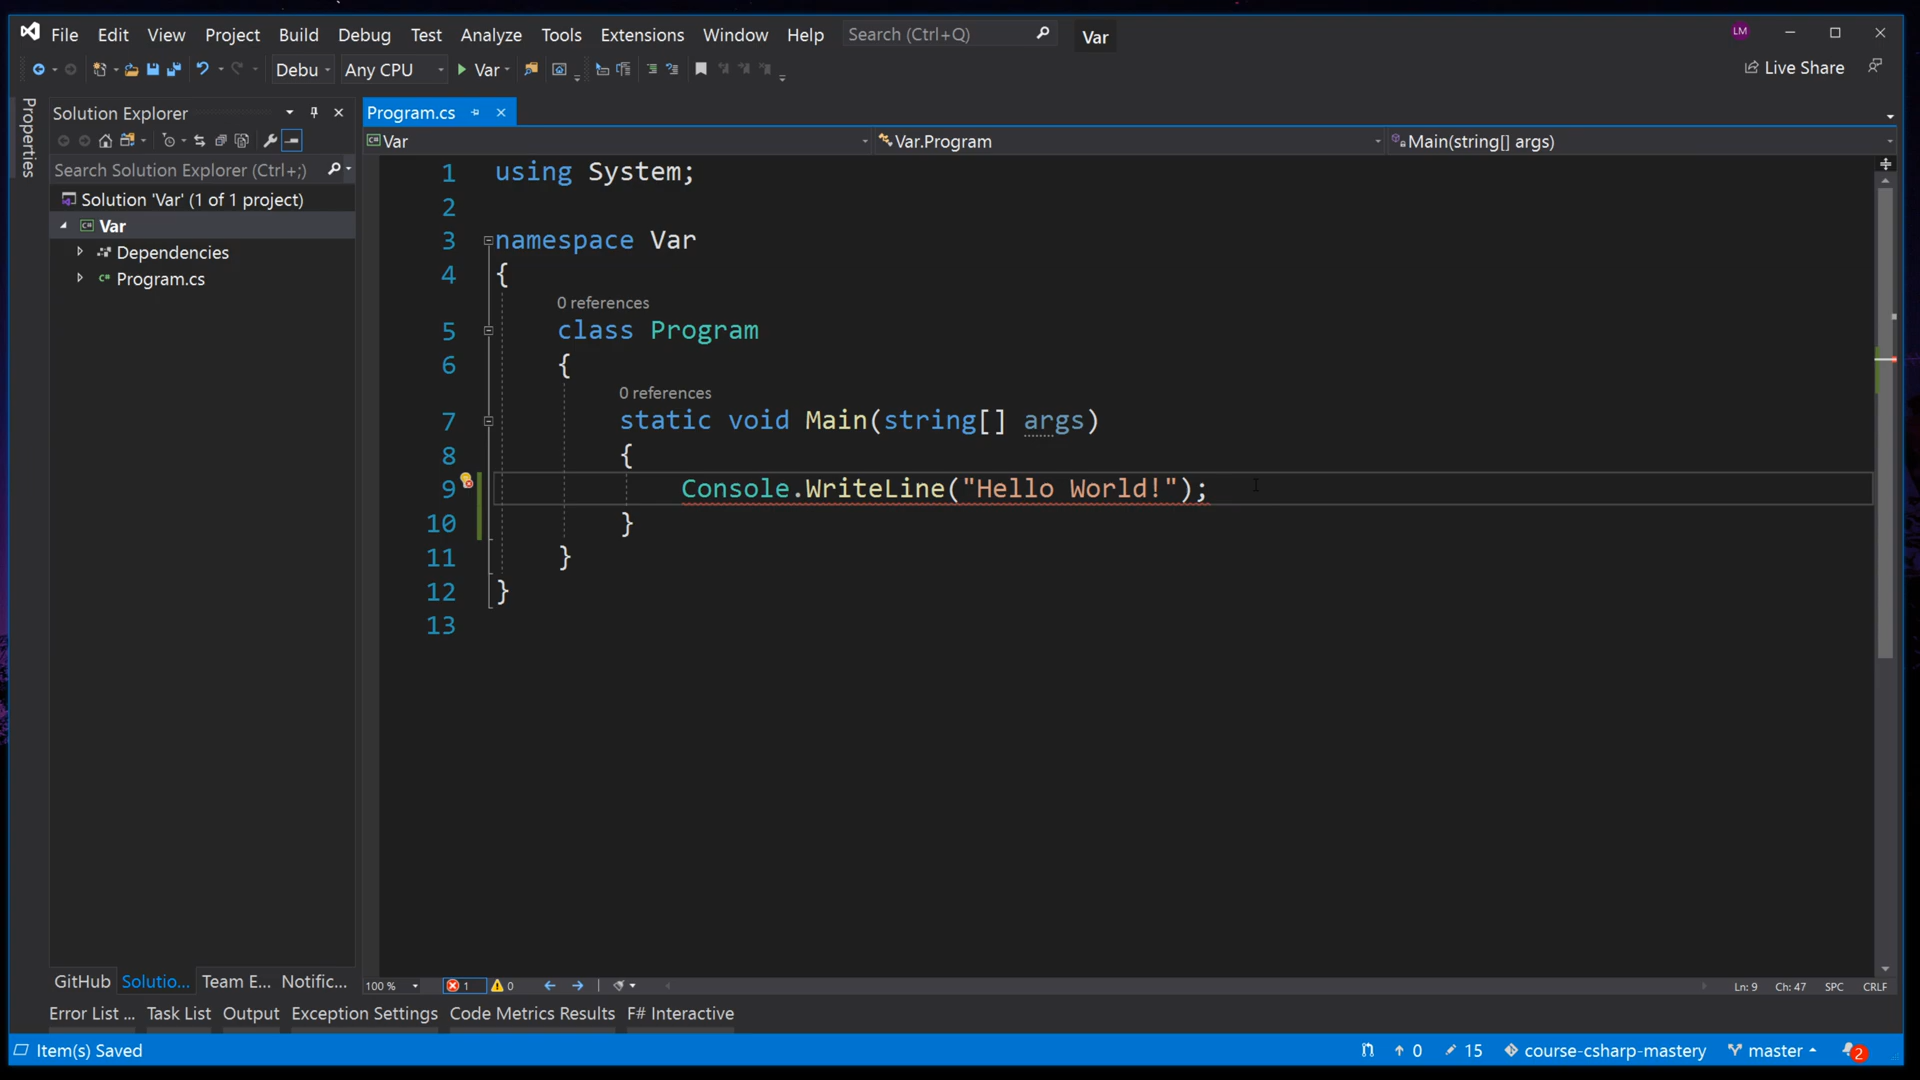 File Edit View Project Build Debug Test Analyze Tools Extensions Window Help Search (Ctrl+Q) Var LM
Debu Any CPU Var Live Share
Properties
Solution Explorer
Search Solution Explorer (Ctrl+;)
Solution 'Var' (1 of 1 project)
Var
Dependencies
Program.cs
Program.cs
Var Var.Program Main(string[] args)
1 using System;
2
3 namespace Var
4 {
0 references
5 class Program
6 {
0 references
7 static void Main(string[] args)
8 {
9 Console.WriteLine("Hello World!");
10 }
11 }
12 }
13
GitHub Solutio... Team E... Notific...
100 % 1 0 Ln: 9 Ch: 47 SPC CRLF
Error List ... Task List Output Exception Settings Code Metrics Results F# Interactive
Item(s) Saved 0 15 course-csharp-mastery master 2